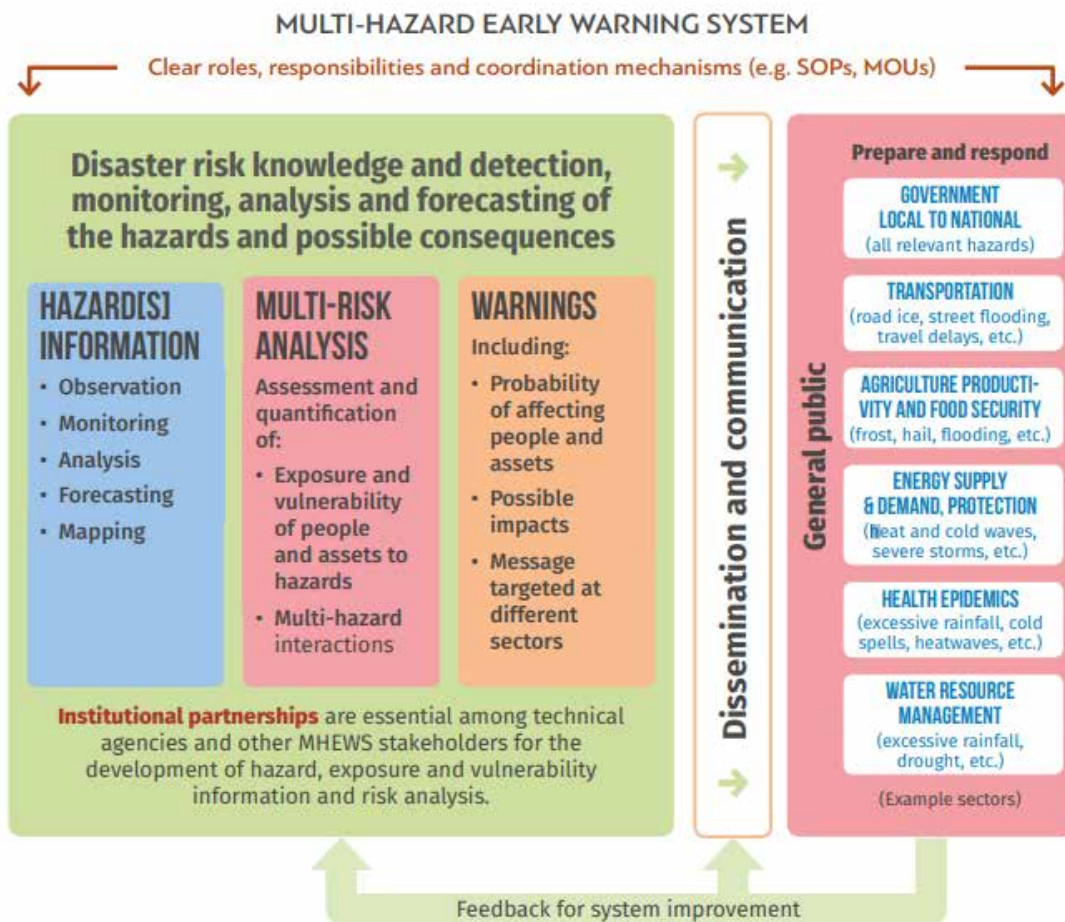 MULTI-HAZARD EARLY WARNING SYSTEM
Clear roles, responsibilities and coordination mechanisms (e.g. SOPs, MOUs)
Disaster risk knowledge and detection,
monitoring, analysis and forecasting of
the hazards and possible consequences
HAZARD[S]
INFORMATION
• Observation
• Monitoring
• Analysis
• Forecasting
• Mapping
MULTI-RISK
ANALYSIS
Assessment and
quantification
of:
• Exposure and
vulnerability
of people
and assets to
hazards
• Multi-hazard
interactions
WARNINGS
Including:
• Probability
of affecting
people and
assets
• Possible
impacts
• Message
targeted at
different
sectors
Institutional partnerships are essential among technical
agencies and other MHEWS stakeholders for the
development of hazard, exposure and vulnerability
information and risk analysis.
Dissemination and communication
General public
Prepare and respond
GOVERNMENT
LOCAL TO NATIONAL
(all relevant hazards)
TRANSPORTATION
(road ice, street flooding,
travel delays, etc.)
AGRICULTURE PRODUCTI-
VITY AND FOOD SECURITY
(frost, hail, flooding, etc.)
ENERGY SUPPLY
& DEMAND, PROTECTION
(heat and cold waves,
severe storms, etc.)
HEALTH EPIDEMICS
(excessive rainfall, cold
spells, heatwaves, etc.)
WATER RESOURCE
MANAGEMENT
(excessive rainfall,
drought, etc.)
(Example sectors)
Feedback for system improvement